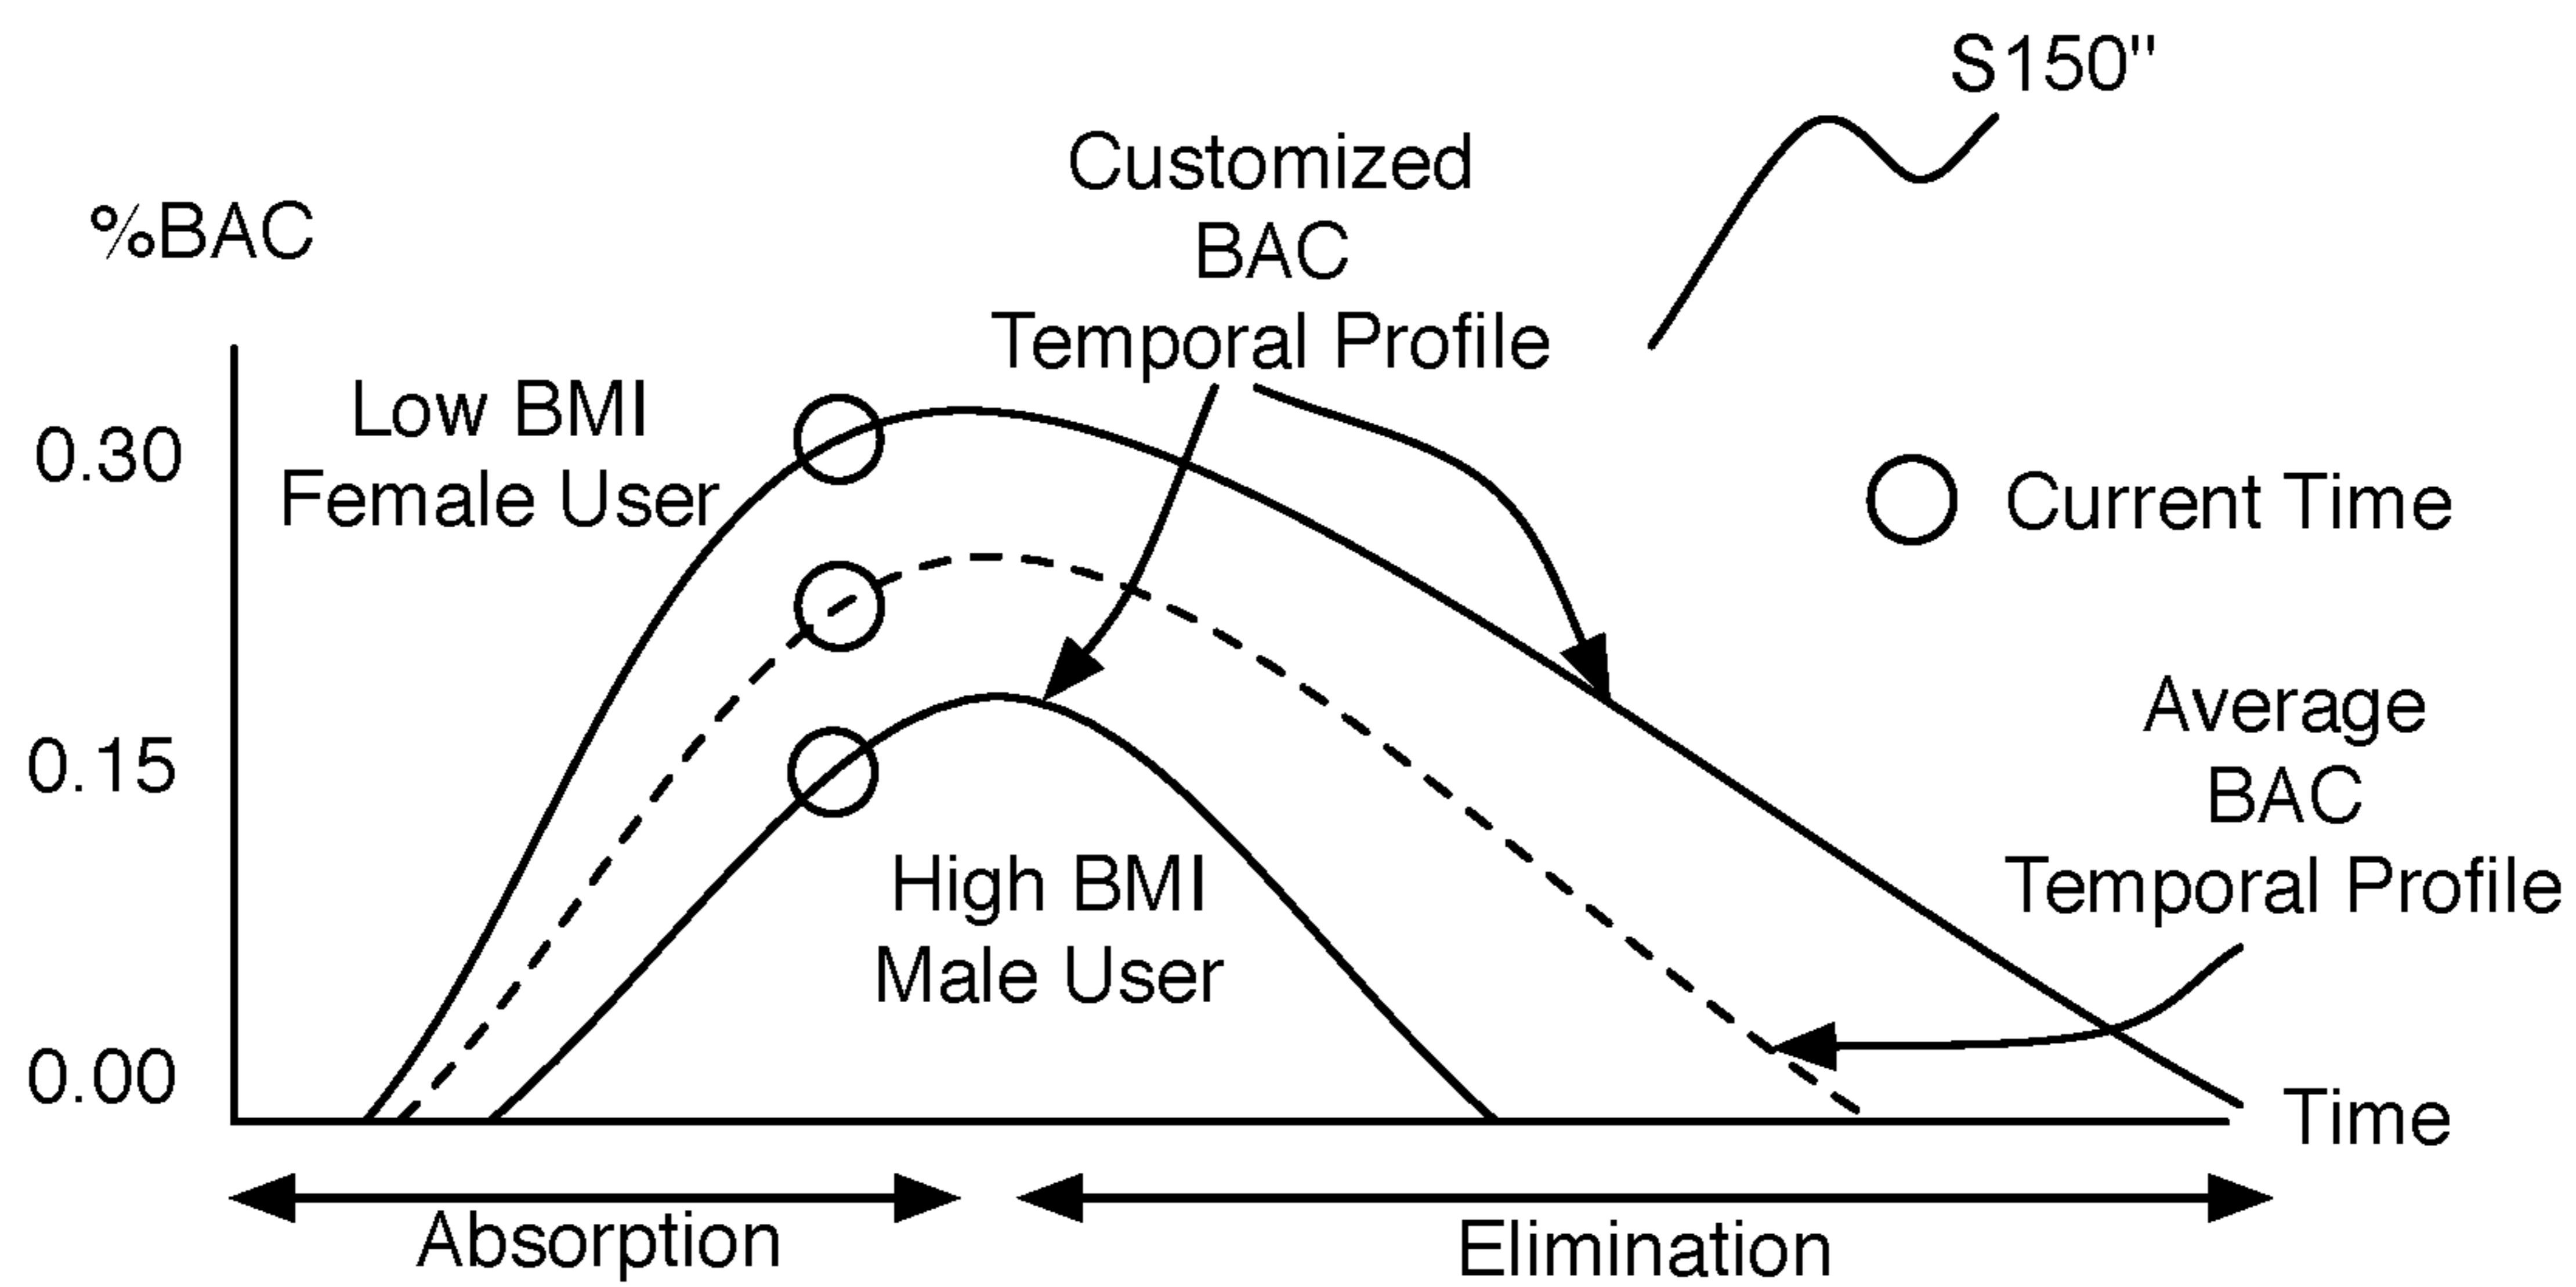 S150"
Customized
BAC
Temporal Profile
%BAC
Low BMI
Female User
0.30
Current Time
Average
BAC
Temporal Profile
0.15
High BMI
Male User
0.00
Time
Absorption
Elimination